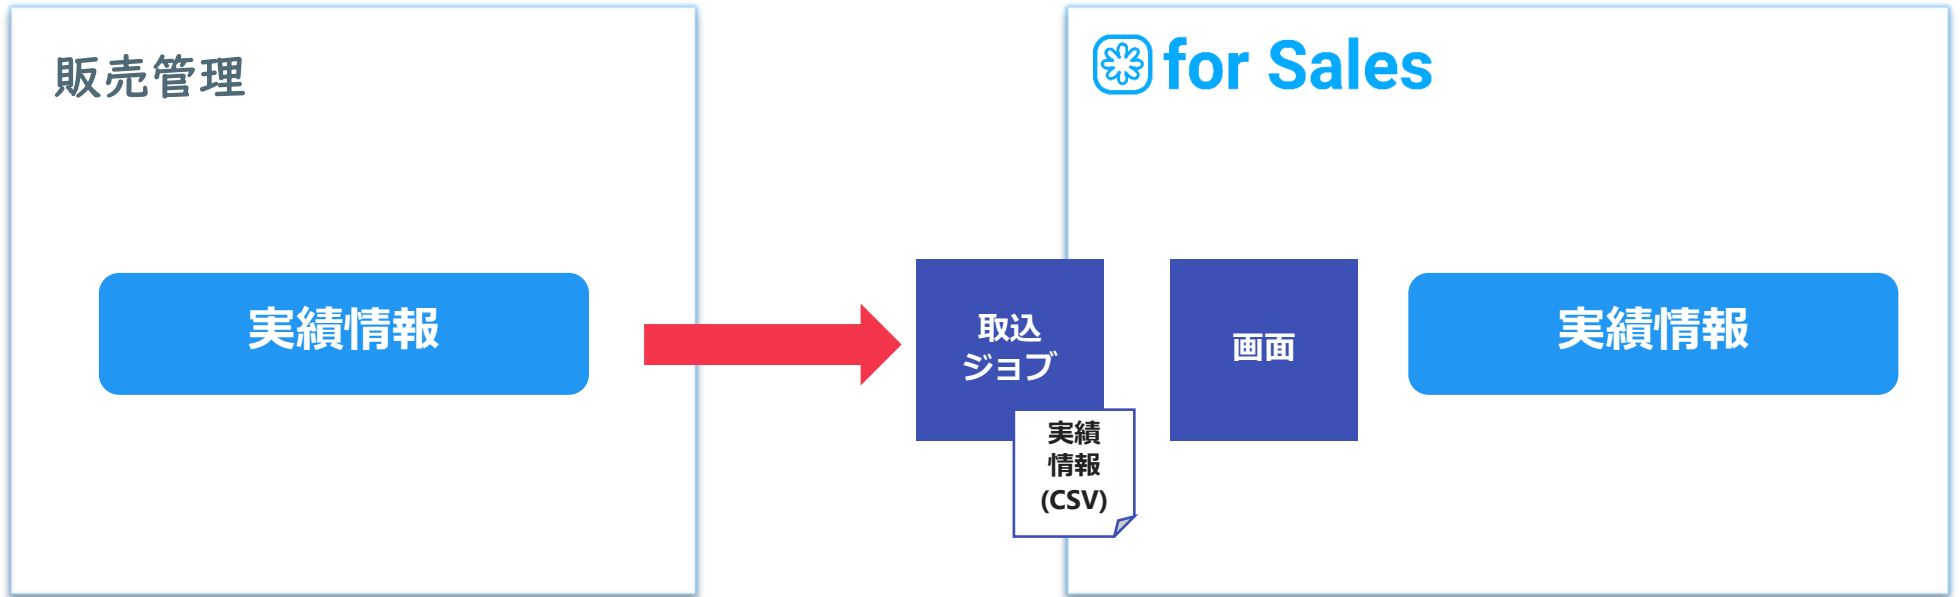 販売管理
for Sales
実績情報
取込
ジョブ
画面
実績情報
実績
情報
(CSV)